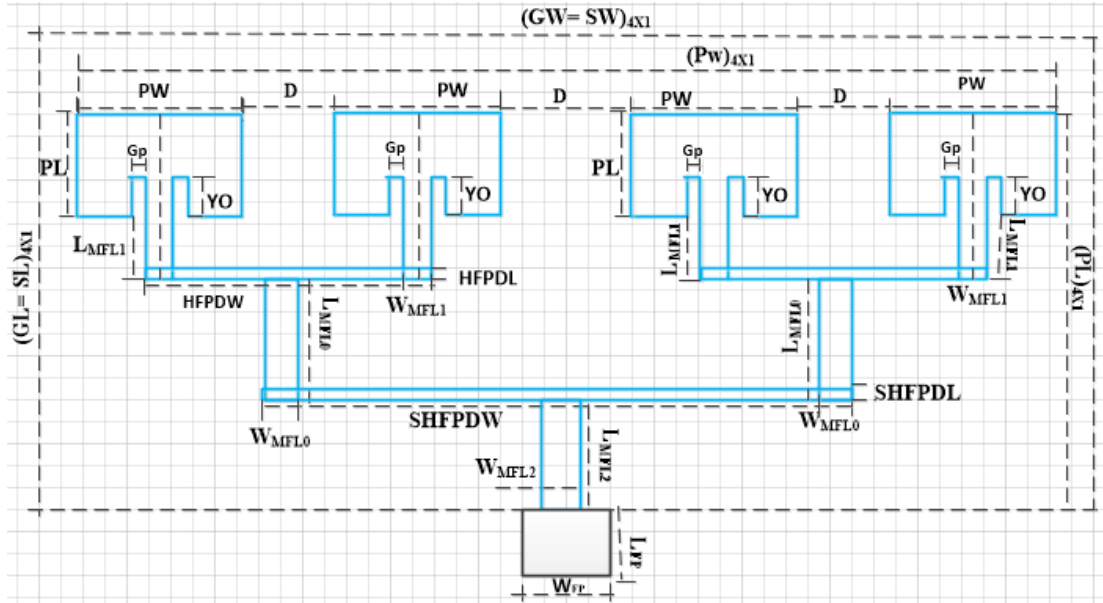 (GW= SW)4X1
(Pw)4X1
PW
D
PW
D
PW
D
PW
PL
Gp
YO
Gp
YO
PL
Gp
YO
Gp
YO
LMFL1
LMFL1
LMFL1
HFPDW
HFPDL
WMFL1
WMFL1
(GL= SL)4X1
(PL)4X1
LMFL0
LMFL0
SHFPDW
SHFPDL
WMFL0
WMFL0
WMFL2
LMFL2
LFP
WFP